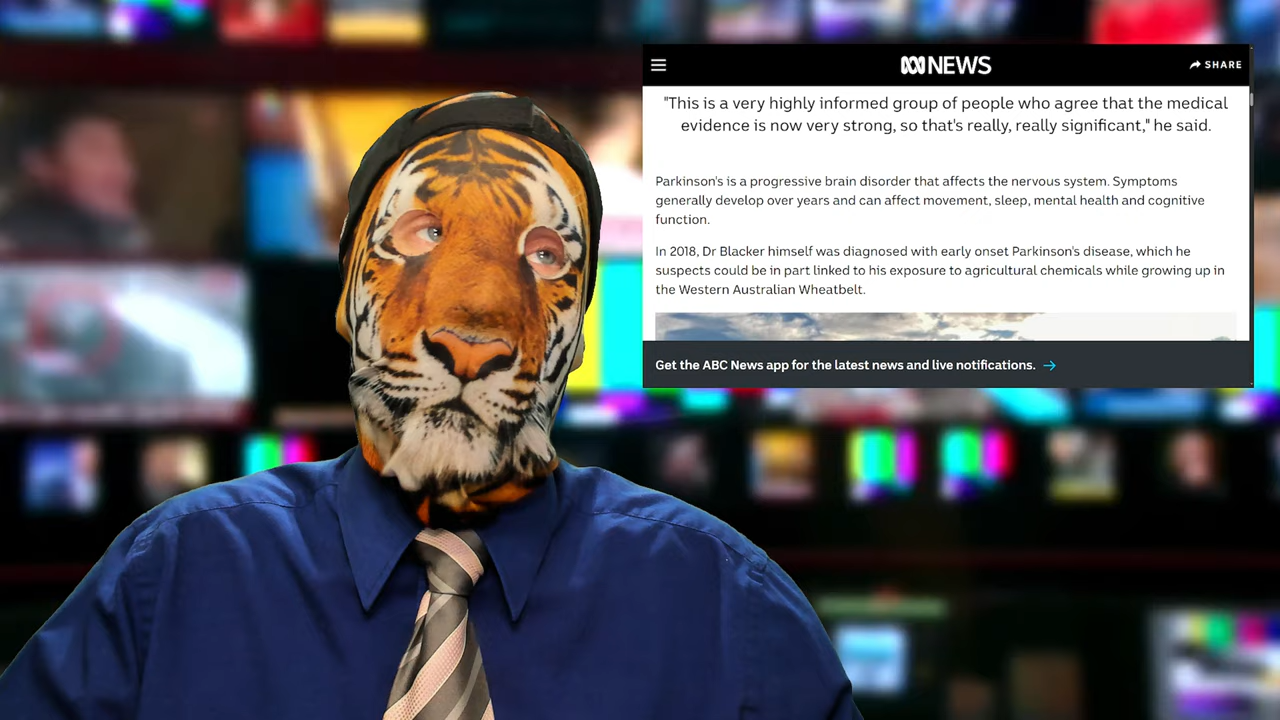 NEWS
SHARE
"This is a very highly informed group of people who agree that the medical
evidence is now very strong, so that's really, really significant," he said.
Parkinson's is a progressive brain disorder that affects the nervous system. Symptoms
generally develop over years and can affect movement, sleep, mental health and cognitive
function.
In 2018, Dr Blacker himself was diagnosed with early onset Parkinson's disease, which he
suspects could be in part linked to his exposure to agricultural chemicals while growing up in
the Western Australian Wheatbelt.
Get the ABC News app for the latest news and live notifications.